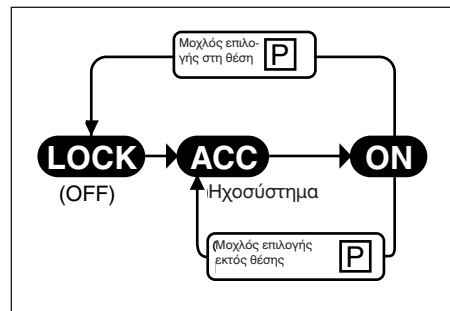 Μοχλός επιλο-
γής στη θέση P
LOCK ACC ON
(OFF) Ηχοσύστημα
Μοχλός επιλογής
εκτός θέσης P